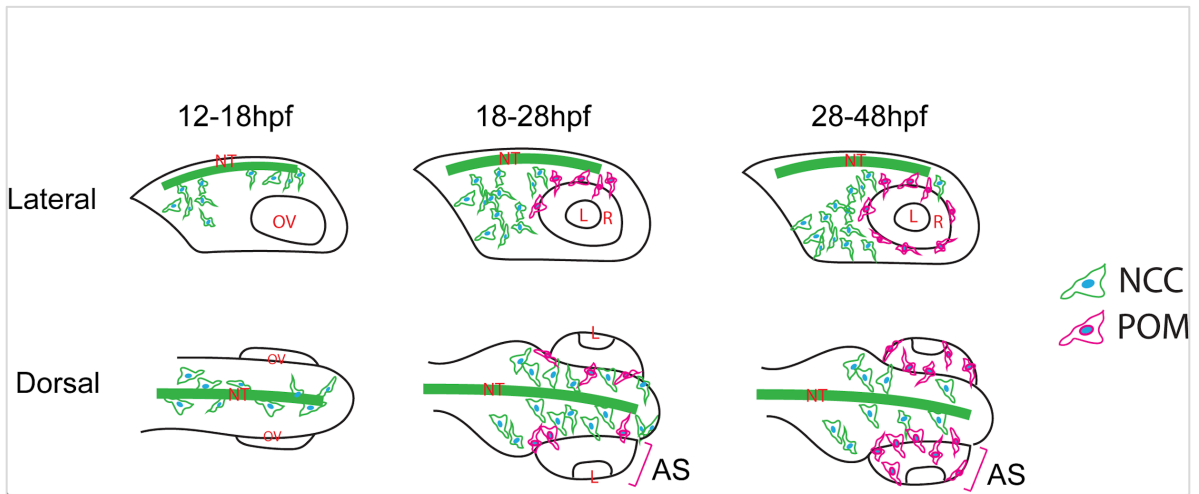 12-18hpf 18-28hpf 28-48hpf
Lateral
NT NT NT
OV L R L R
NCC
POM
Dorsal
OV L
NT NT NT
OV L AS AS